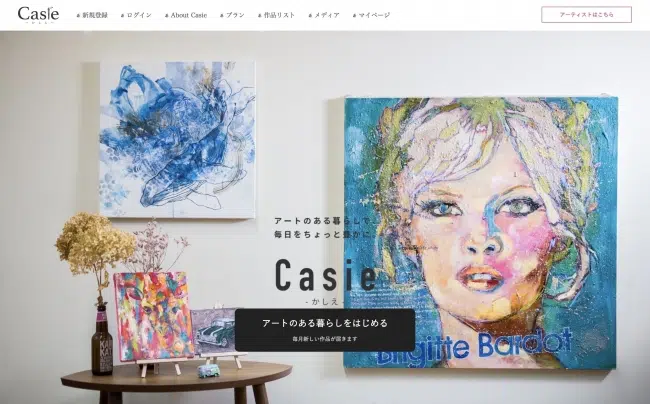 Casie
- か し え -
# 新規登録
# ログイン
# About Casie
# プラン
# 作品リスト
# メディア
# マイページ
アーティストはこちら
アートのある暮らしで、
毎日をちょっと豊かに
Casie
- かしえ -
アートのある暮らしをはじめる
毎月新しい作品が届きます
Brigitte Bardot